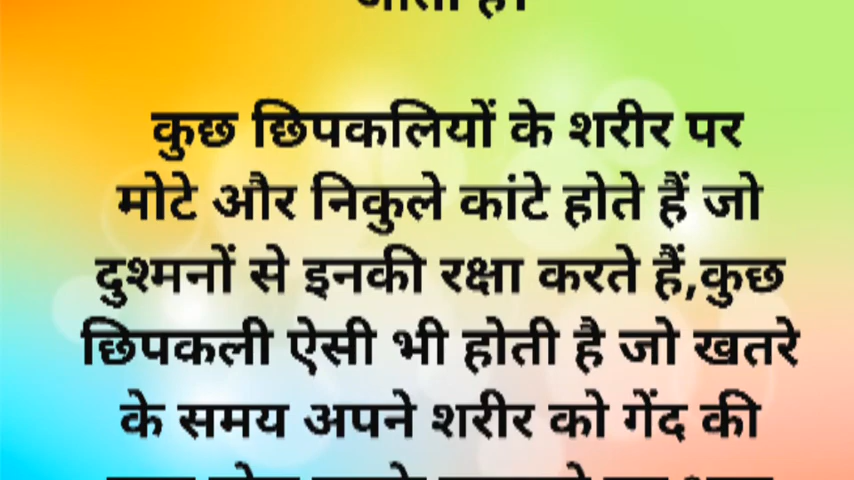 कुछ छिपकलियों के शरीर पर
मोटे और निकुले कांटे होते हैं जो
दुश्मनों से इनकी रक्षा करते हैं,कुछ
छिपकली ऐसी भी होती है जो खतरे
के समय अपने शरीर को गेंद की